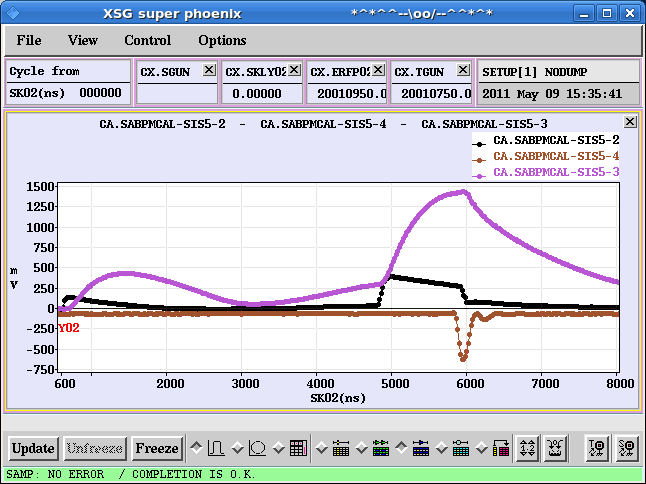 XSG super phoenix *^*^^--\oo/--^^*^*
File View Control Options
Cycle from CX.SGUN CX.SKLY02 CX.ERFP02 CX.TGUN SETUP[1] NODUMP
SK02(ns) 000000 0.00000 20010950.0 20010750.0 2011 May 09 15:35:41
CA.SABPMCAL-SIS5-2 - CA.SABPMCAL-SIS5-4 - CA.SABPMCAL-SIS5-3
CA.SABPMCAL-SIS5-2
CA.SABPMCAL-SIS5-4
CA.SABPMCAL-SIS5-3
1500
1250
1000
750
500
250
0
-250
-500
-750
mV
Y02
600 2000 3000 4000 5000 6000 7000 8000
SK02(ns)
Update Unfreeze Freeze
SAMP: NO ERROR / COMPLETION IS O.K.